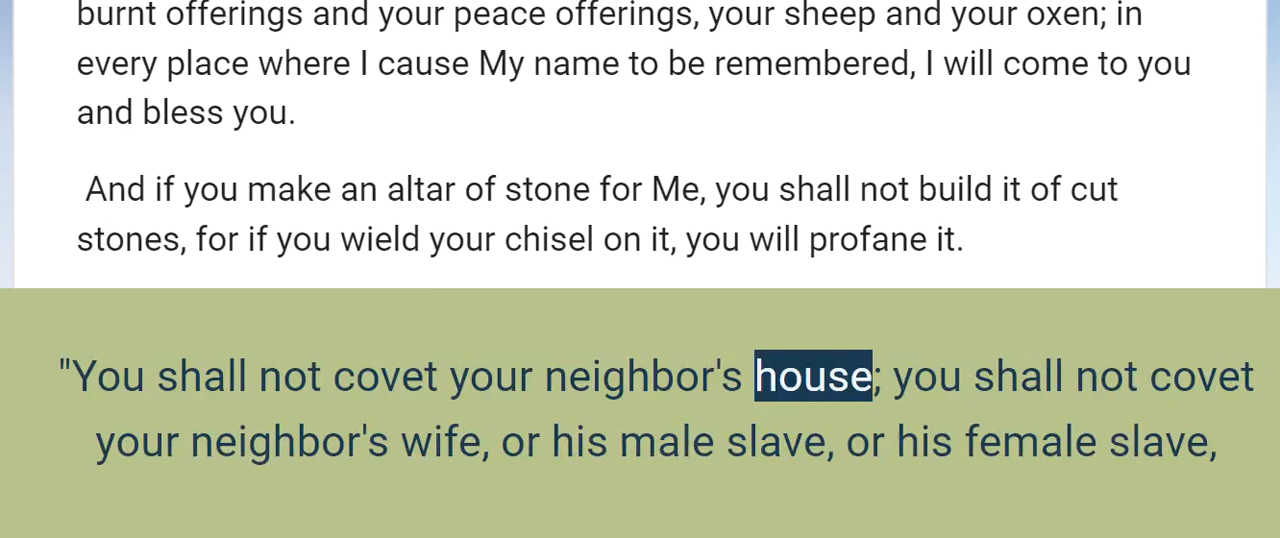 burnt offerings and your peace offerings, your sheep and your oxen; in
every place where I cause My name to be remembered, I will come to you
and bless you.
And if you make an altar of stone for Me, you shall not build it of cut
stones, for if you wield your chisel on it, you will profane it.
"You shall not covet your neighbor's house; you shall not covet
your neighbor's wife, or his male slave, or his female slave,